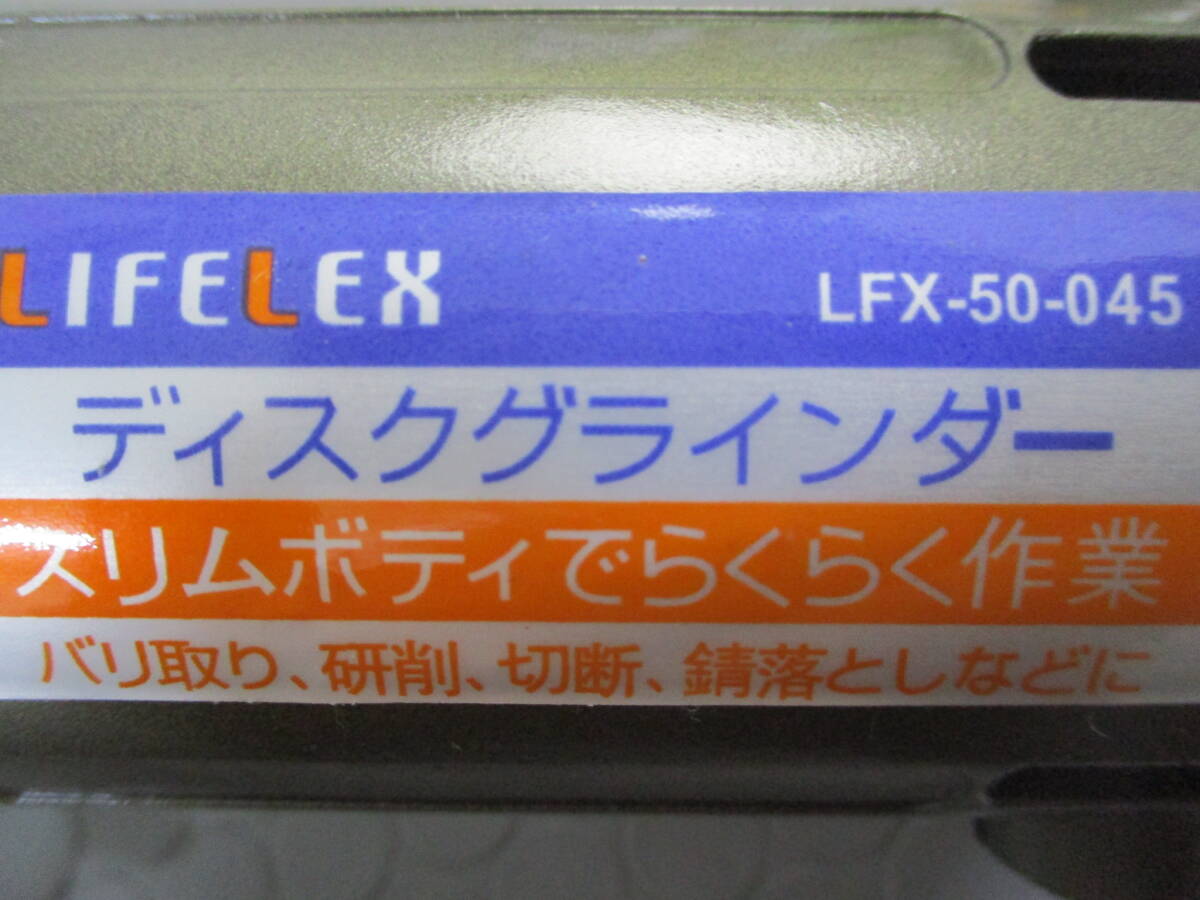 LIFELEX LFX-50-045
ディスクグラインダー
スリムボディでらくらく作業
バリ取り、研削、切断、錆落としなどに